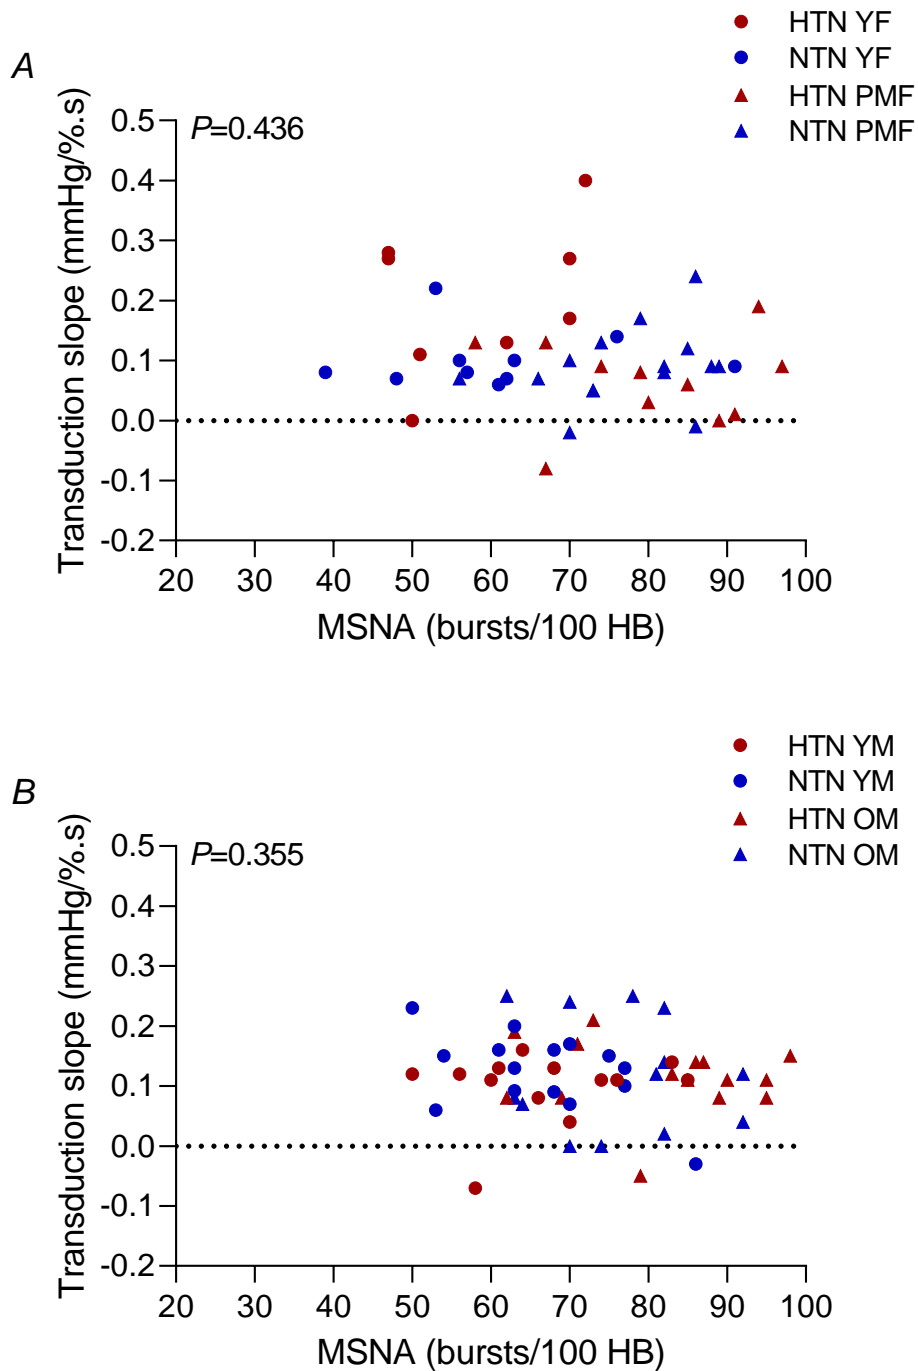 A
HTN YF
NTN YF
HTN PMF
NTN PMF
P=0.436
Transduction slope (mmHg/%.s)
0.5
0.4
0.3
0.2
0.1
0.0
-0.1
-0.2
20 30 40 50 60 70 80 90 100
MSNA (bursts/100 HB)
B
HTN YM
NTN YM
HTN OM
NTN OM
P=0.355
Transduction slope (mmHg/%.s)
0.5
0.4
0.3
0.2
0.1
0.0
-0.1
-0.2
20 30 40 50 60 70 80 90 100
MSNA (bursts/100 HB)